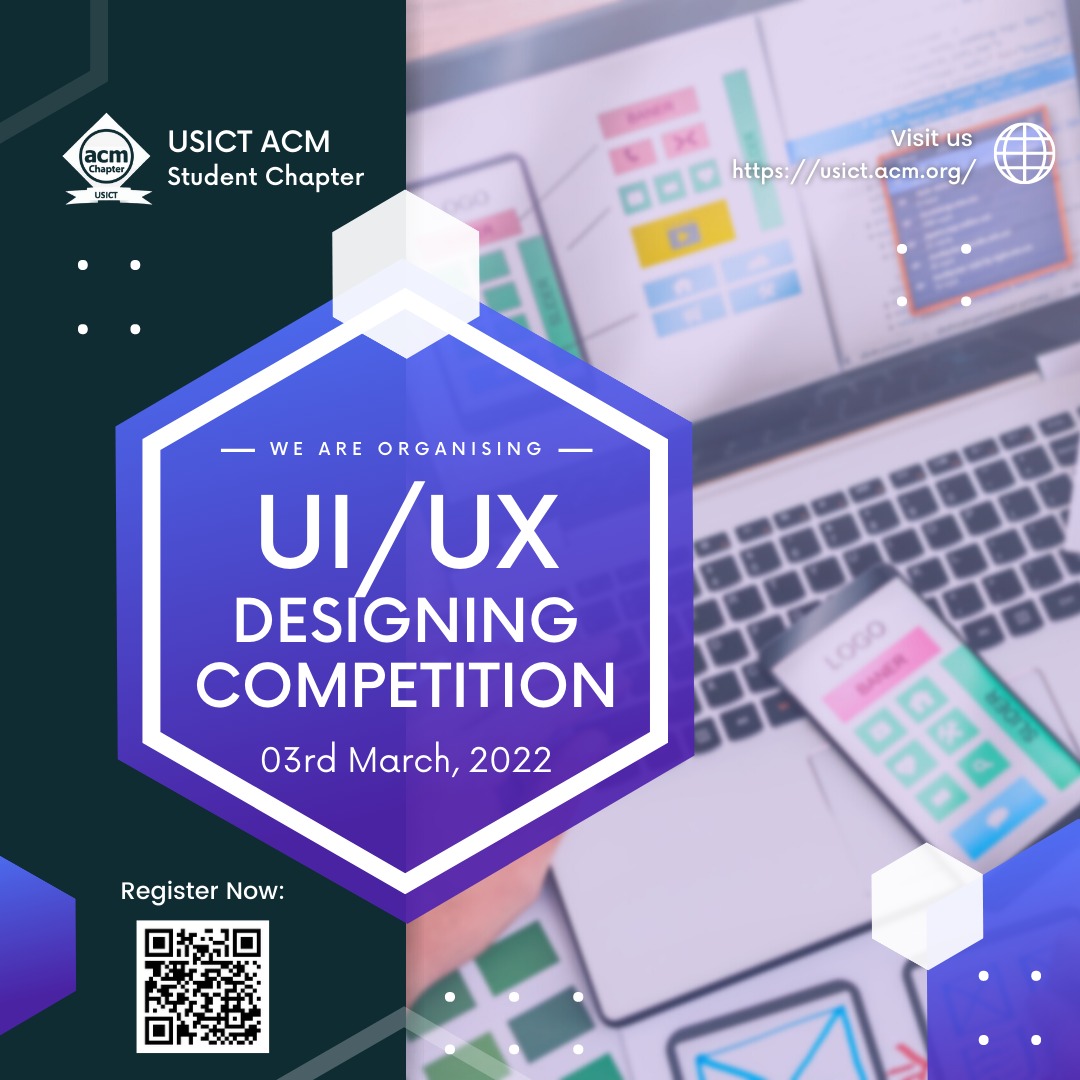 acm
Chapter
USICT
USICT ACM
Student Chapter
Visit us
https://usict.acm.org/
WE ARE ORGANISING
UI/UX
DESIGNING
COMPETITION
03rd March, 2022
LOGO
BANER
SLIDER
Register Now: